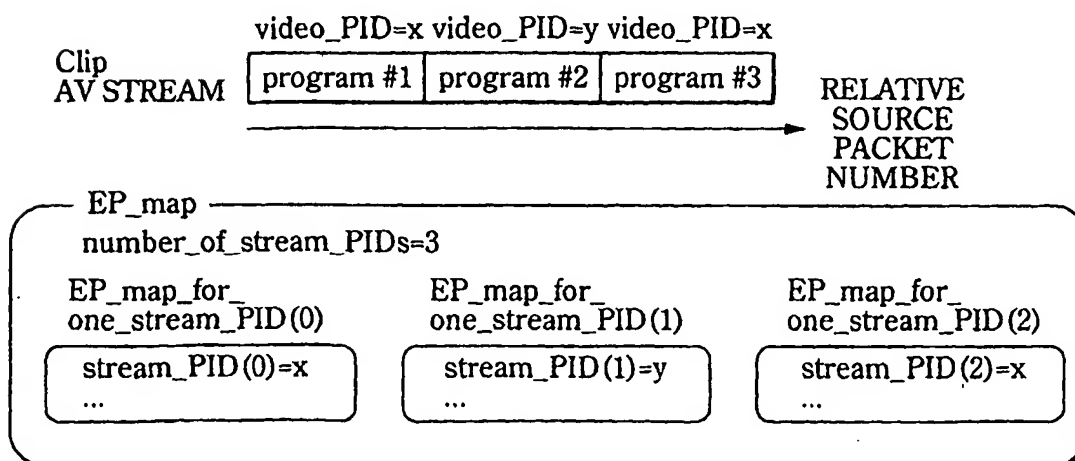 video_PID=x video_PID=y video_PID=x
Clip
AV STREAM
program #1 program #2 program #3
RELATIVE
SOURCE
PACKET
NUMBER
EP_map
number_of_stream_PIDs=3
EP_map_for_
one_stream_PID(0)
EP_map_for_
one_stream_PID(1)
EP_map_for_
one_stream_PID(2)
stream_PID(0)=x
...
stream_PID(1)=y
...
stream_PID(2)=x
...